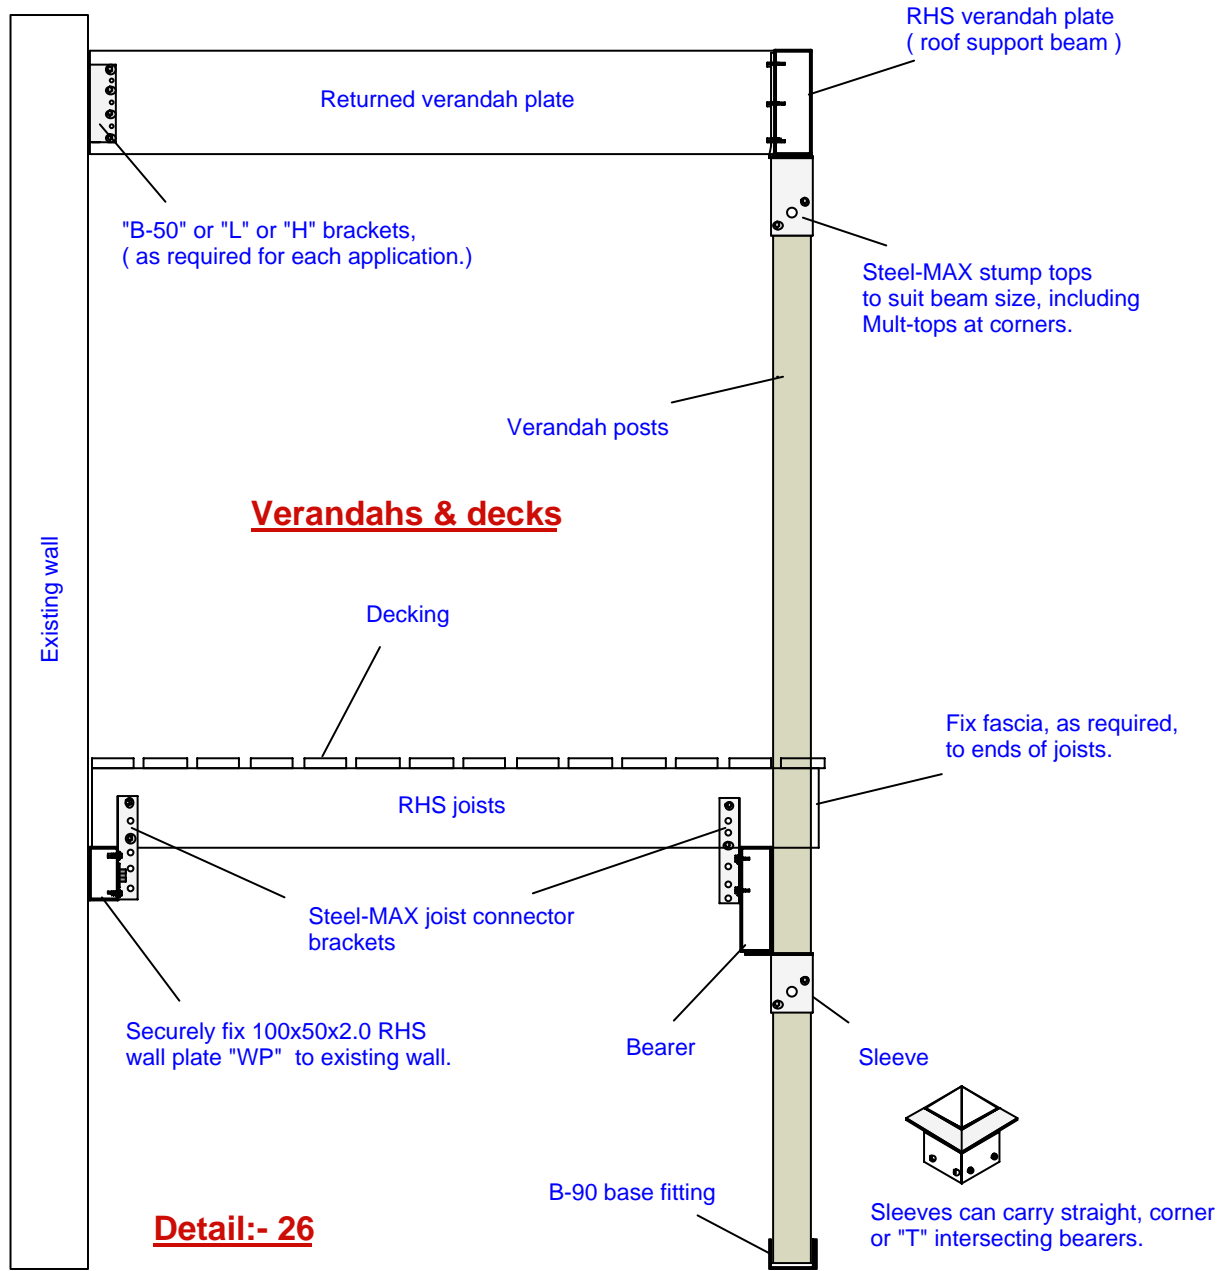 RHS verandah plate
( roof support beam )
Returned verandah plate
"B-50" or "L" or "H" brackets,
( as required for each application.)
Steel-MAX stump tops
to suit beam size, including
Mult-tops at corners.
Verandah posts
Verandahs & decks
Existing wall
Decking
Fix fascia, as required,
to ends of joists.
RHS joists
Steel-MAX joist connector
brackets
Securely fix 100x50x2.0 RHS
wall plate "WP"  to existing wall.
Bearer
Sleeve
B-90 base fitting
Sleeves can carry straight, corner
or "T" intersecting bearers.
Detail:- 26